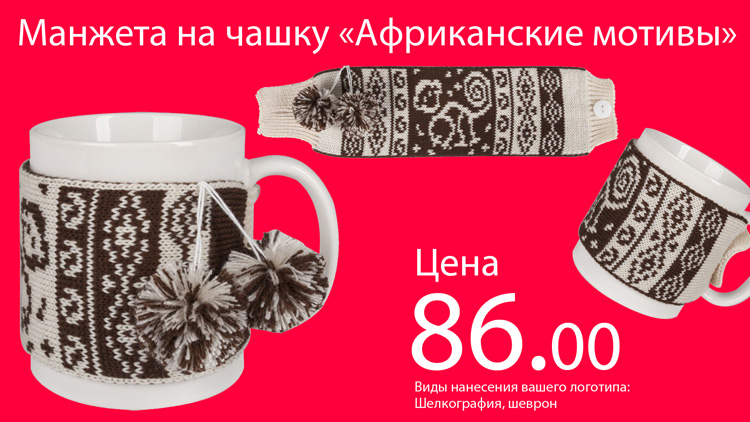 Манжета на чашку «Африканские мотивы»
Цена
86.00
Виды нанесения вашего логотипа:
Шелкография, шеврон